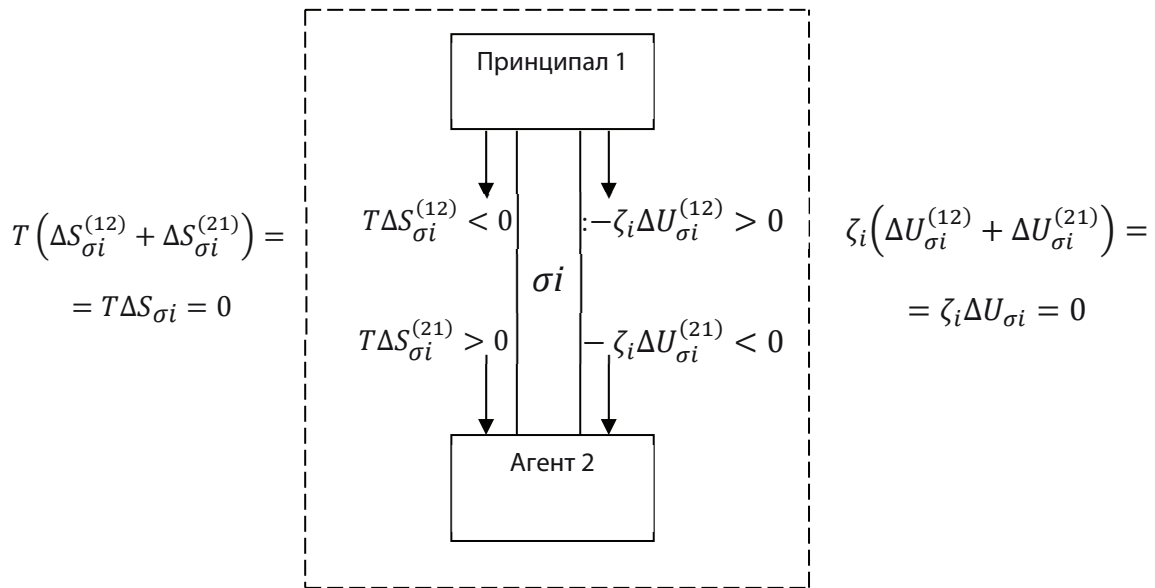 Принципал 1
TΔS_{σi}^{(12)} < 0 :−ζ_iΔU_{σi}^{(12)} > 0
T(ΔS_{σi}^{(12)} + ΔS_{σi}^{(21)}) =
= TΔS_{σi} = 0
σi
ζ_i(ΔU_{σi}^{(12)} + ΔU_{σi}^{(21)}) =
= ζ_iΔU_{σi} = 0
TΔS_{σi}^{(21)} > 0 − ζ_iΔU_{σi}^{(21)} < 0
Агент 2